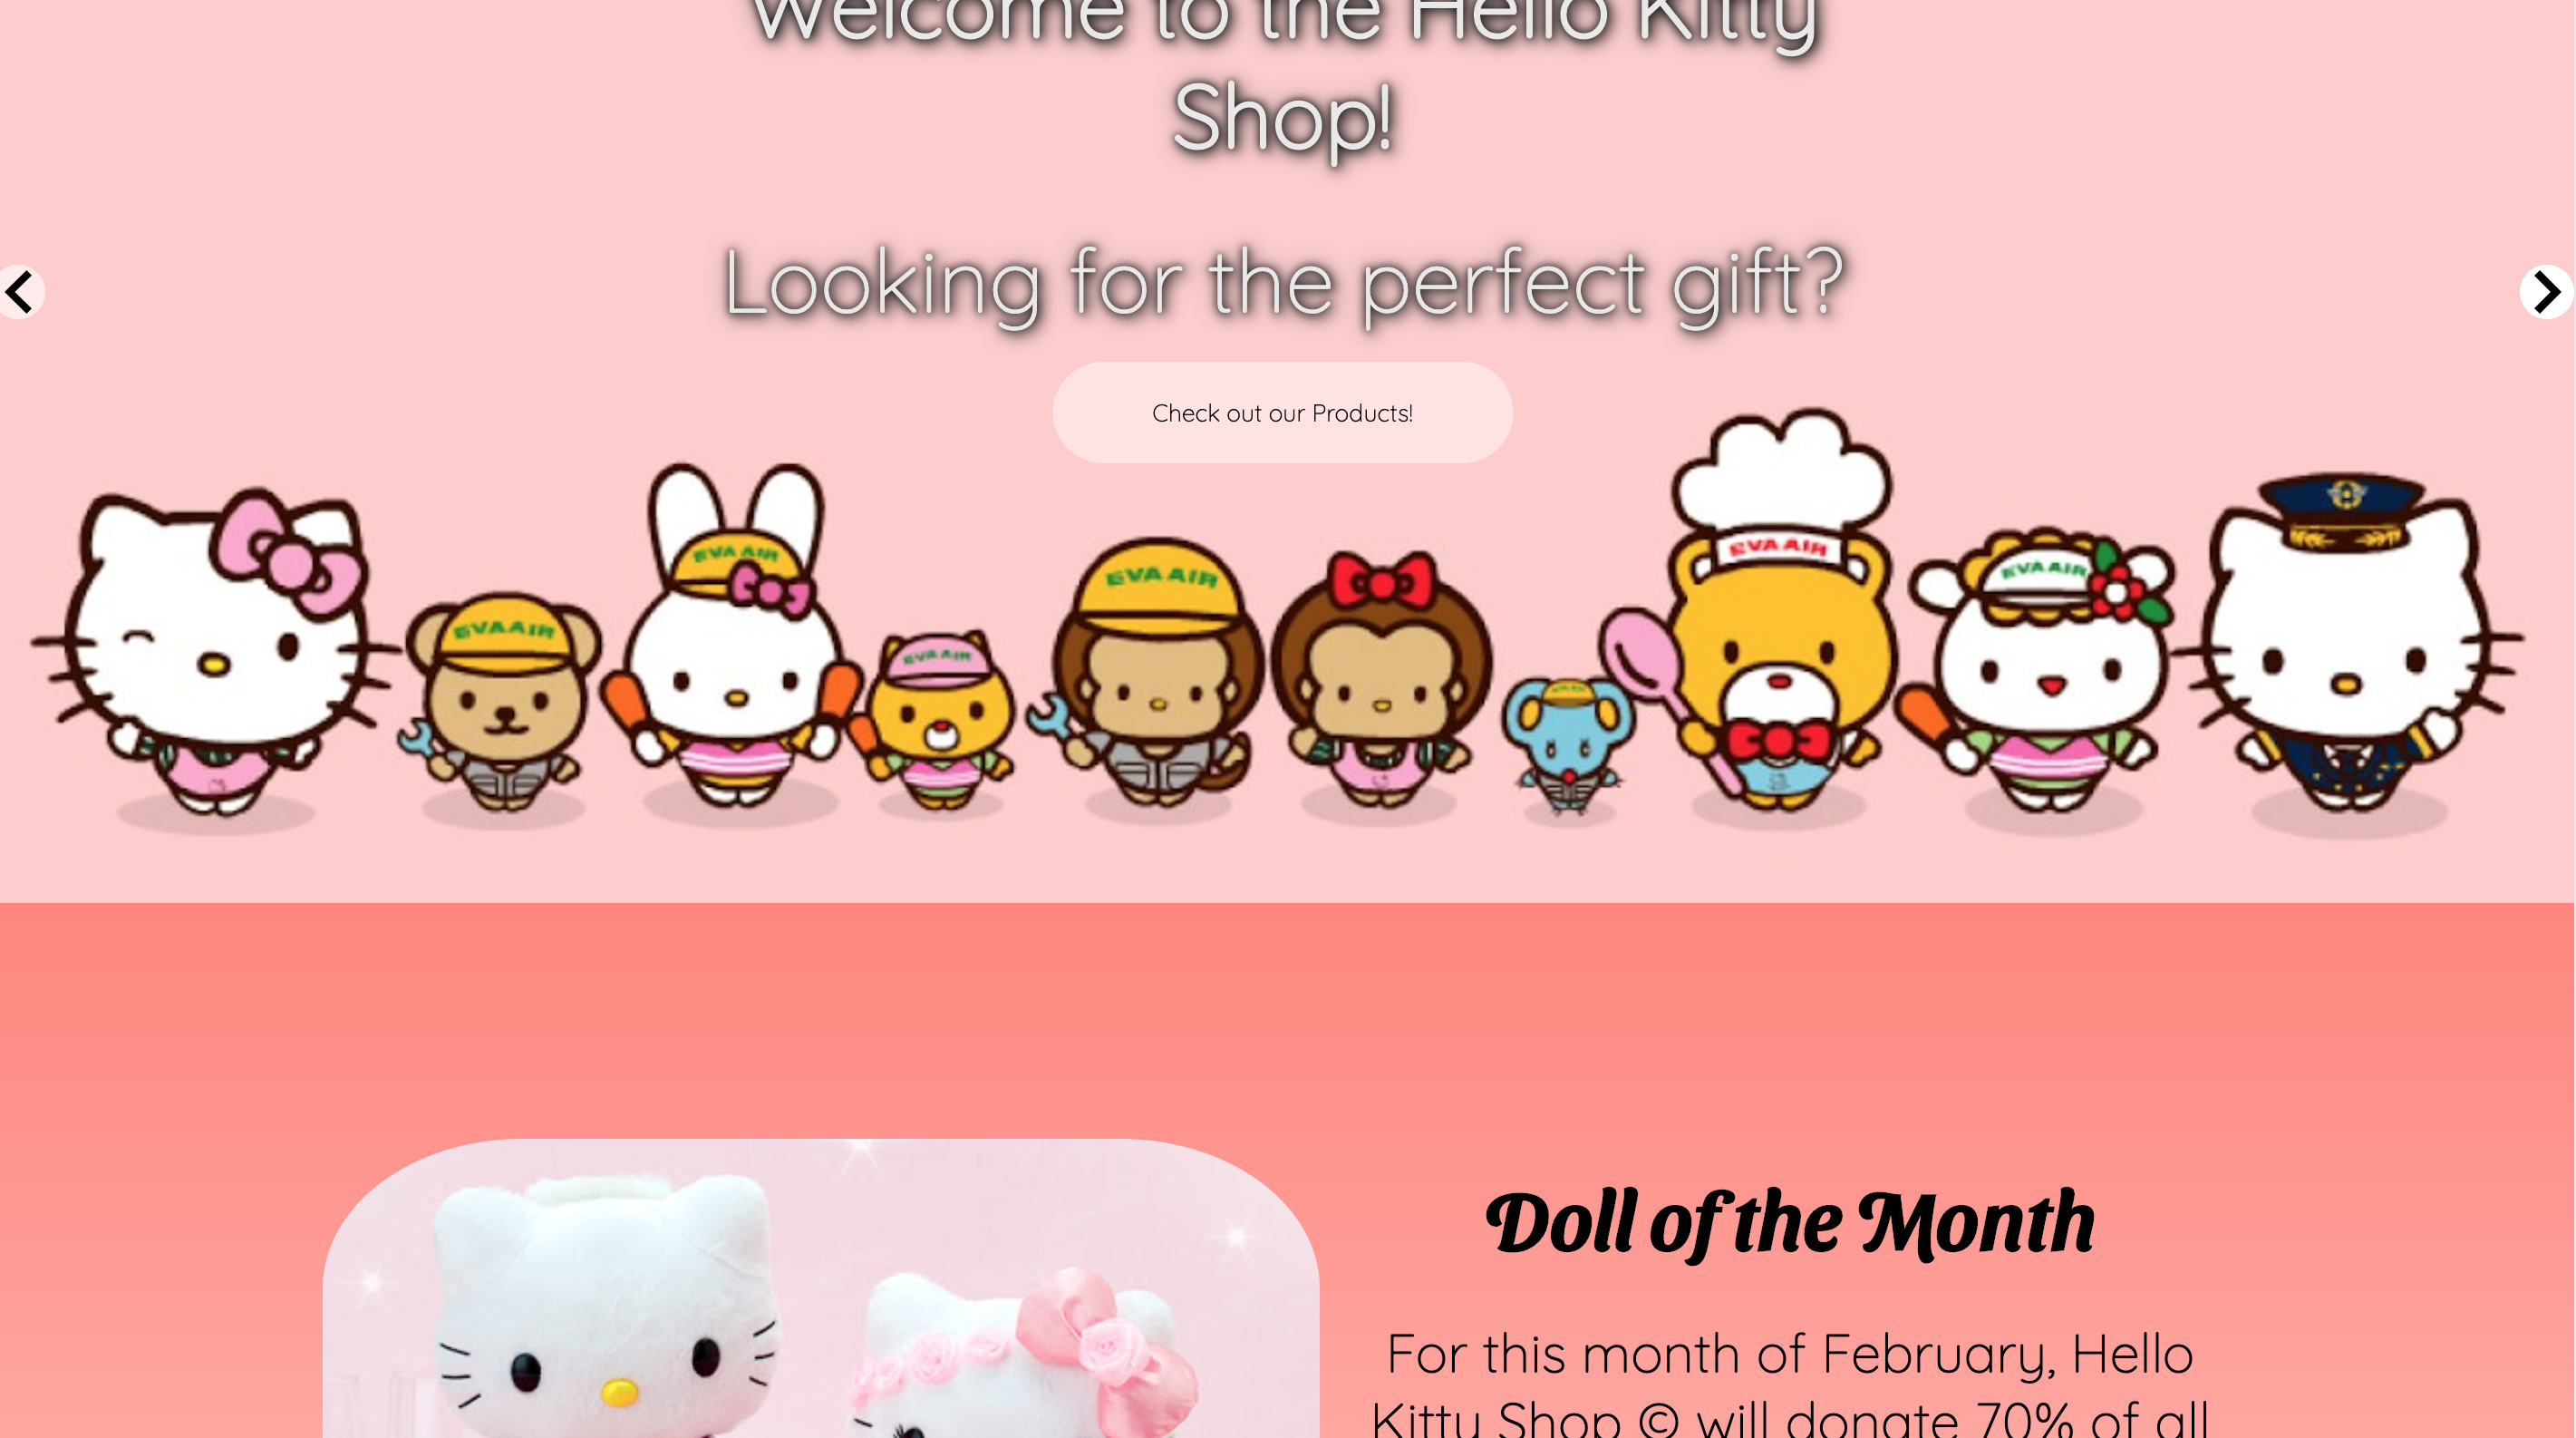 Welcome to the Hello Kitty
Shop!
Looking for the perfect gift?
Check out our Products!
EVA AIR
EVA AIR
EVA AIR
EVA AIR
EVA AIR
EVA AIR
Doll of the Month
For this month of February, Hello
Kitty Shop © will donate 70% of all